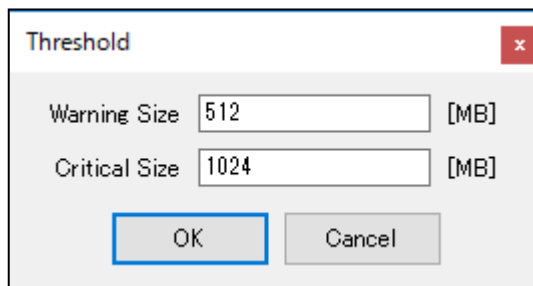 Threshold
x
Warning Size 512 [MB]
Critical Size 1024 [MB]
OK Cancel